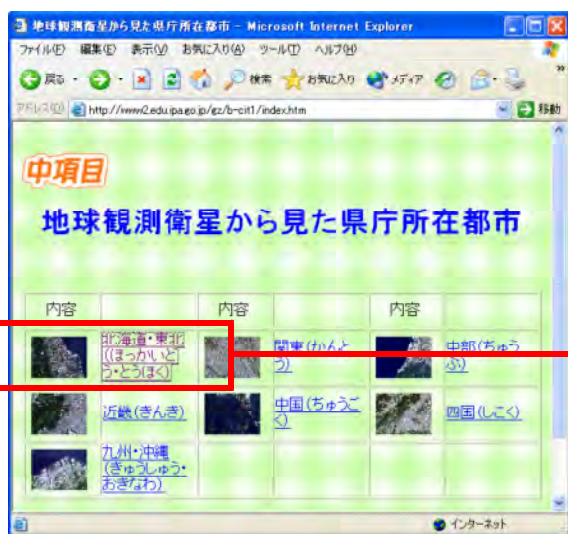 地球観測衛星から見た県庁所在都市 - Microsoft Internet Explorer
ファイル(F) 編集(E) 表示(V) お気に入り(A) ツール(T) ヘルプ(H)
戻る 検索 お気に入り メディア
アドレス(D) http://www2.edu.ipa.go.jp/gz/b-cit1/index.htm 移動
中項目
地球観測衛星から見た県庁所在都市
内容 内容 内容
北海道・東北
((ほっかいと
う・とうほく)
関東(かんと
う)
中部(ちゅう
ぶ)
近畿(きんき)
中国(ちゅうご
く)
四国(しこく)
九州・沖縄
(きゅうしゅう・
おきなわ)
インターネット